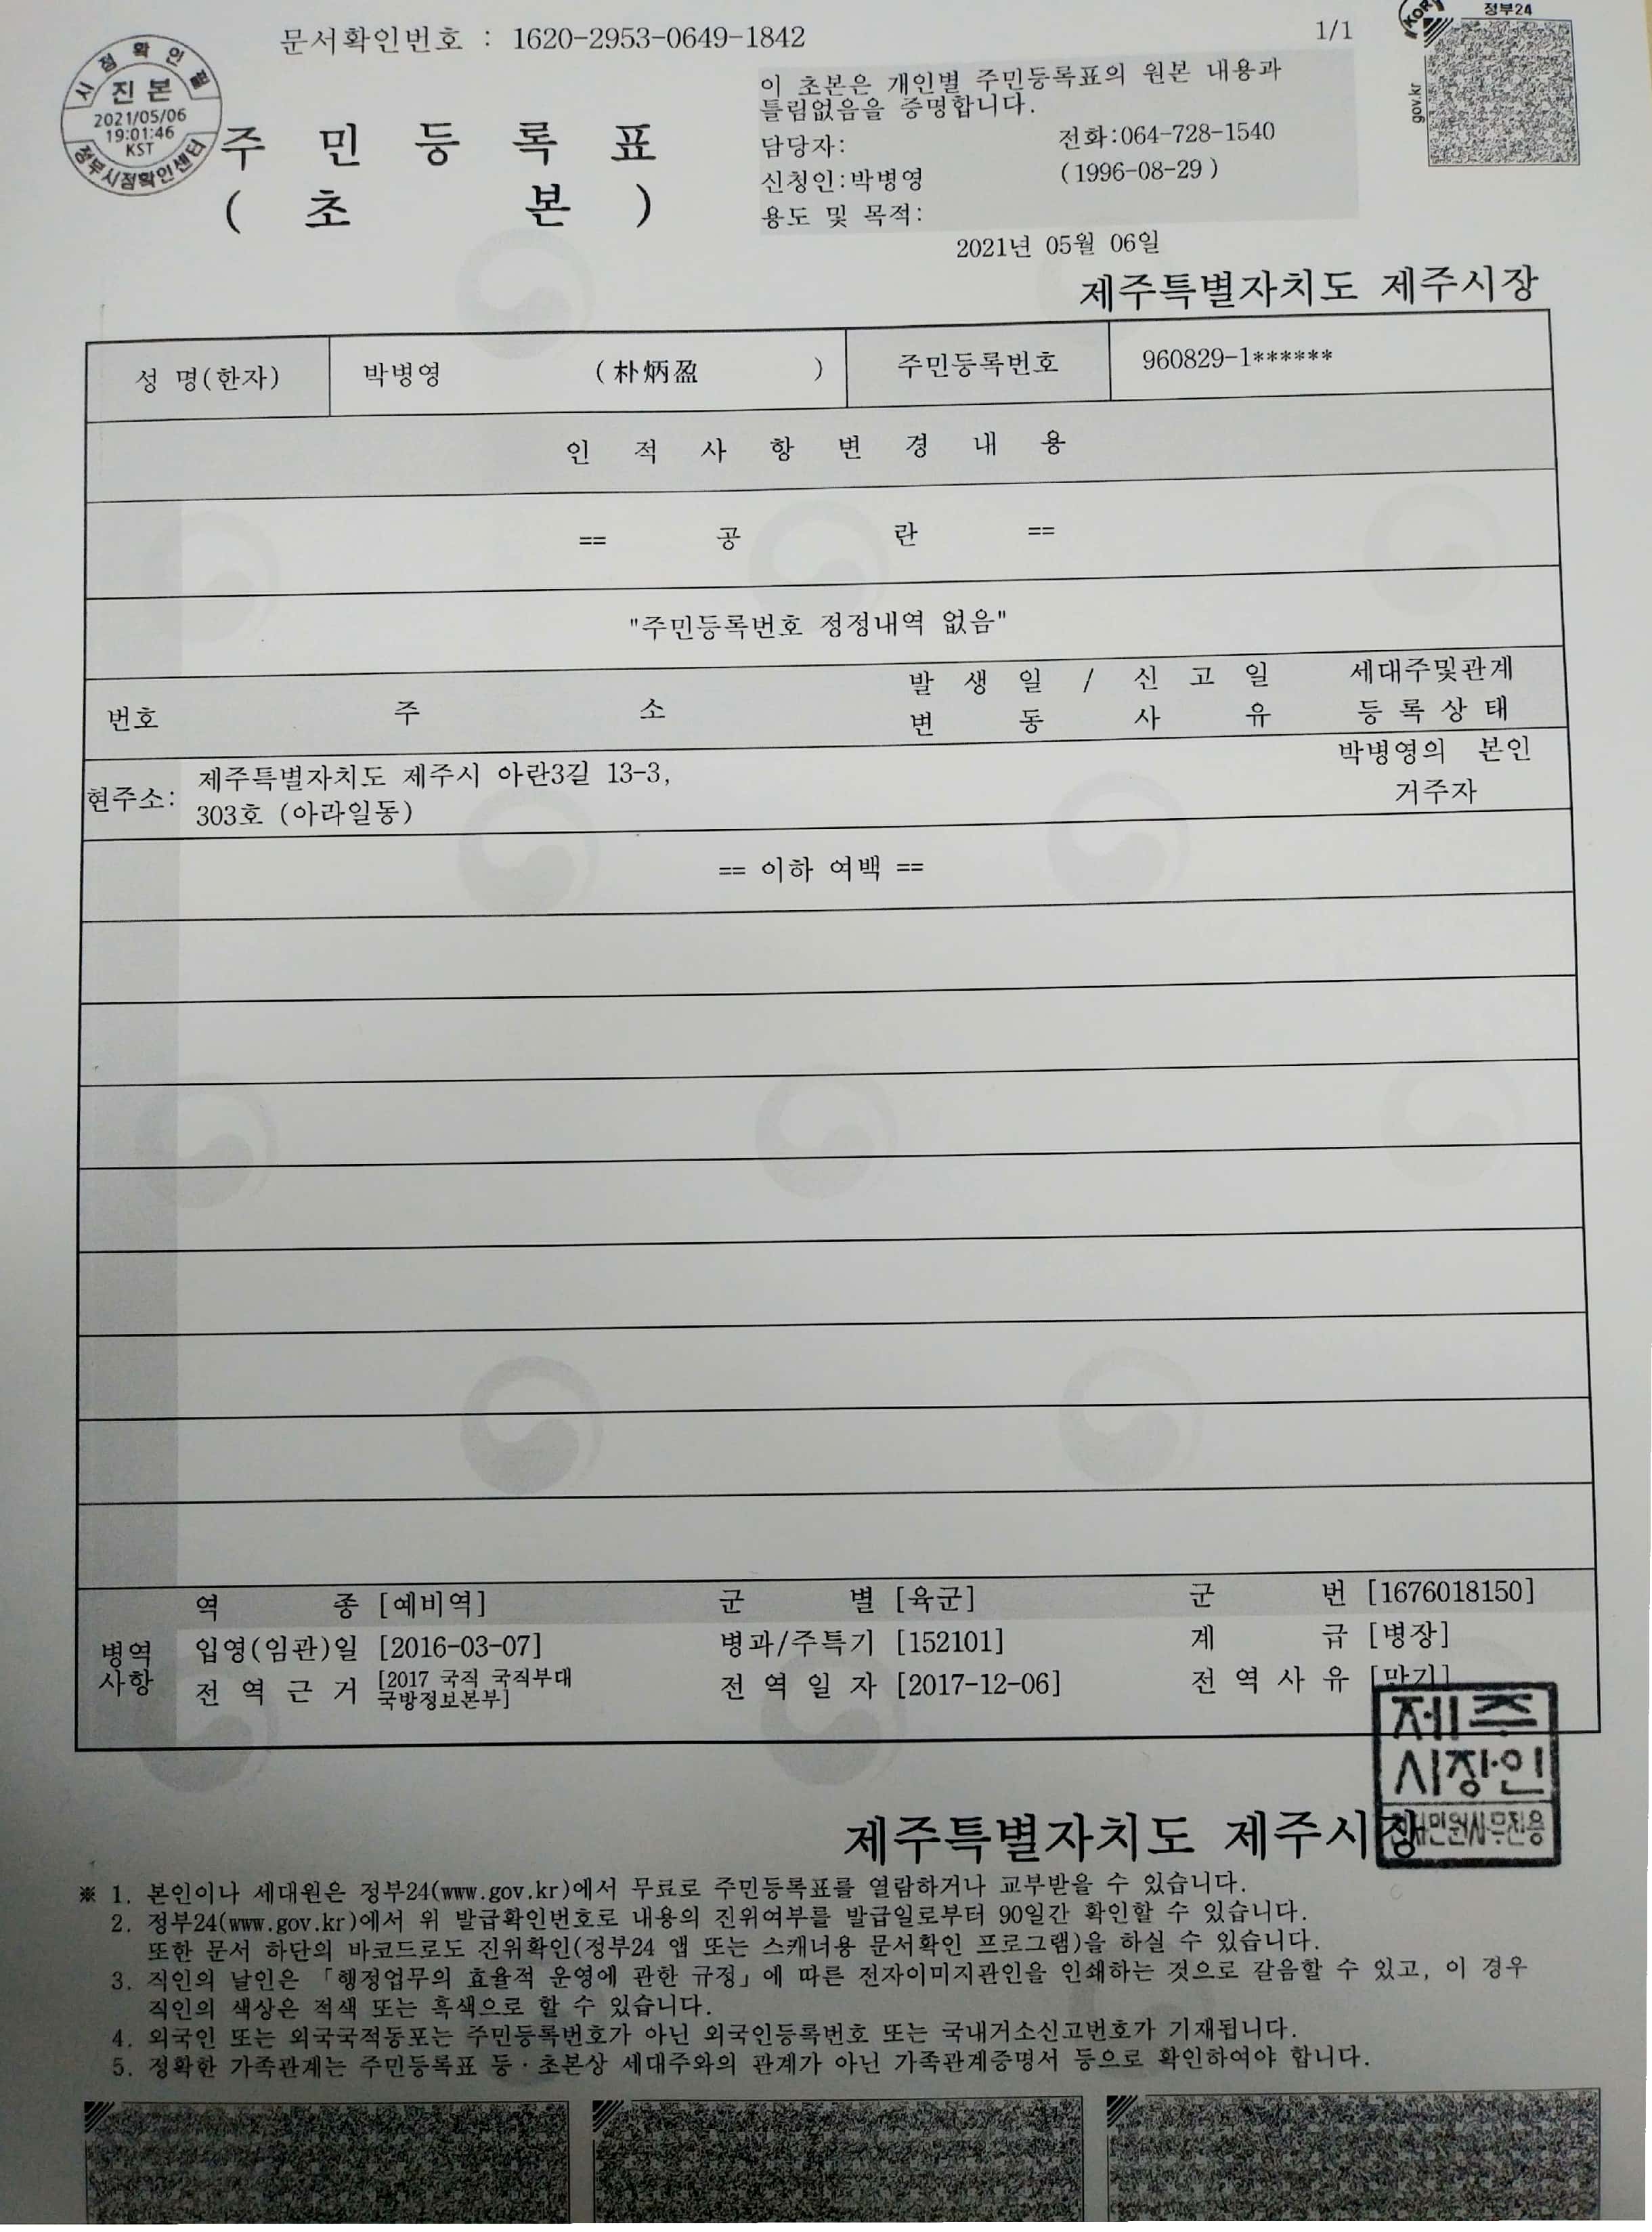 문서확인번호 : 1620-2953-0649-1842
1/1
정부24
gov.kr
시점확인필
진본
2021/05/06
19:01:46
KST
정부시점확인센터
주 민 등 록 표
( 초 본 )
이 초본은 개인별 주민등록표의 원본 내용과
틀림없음을 증명합니다.
담당자: 전화:064-728-1540
신청인:박병영 (1996-08-29 )
용도 및 목적:
2021년 05월 06일
제주특별자치도 제주시장
성 명(한자) 박병영 (朴炳盈 ) 주민등록번호 960829-1******
인 적 사 항 변 경 내 용
== 공 란 ==
"주민등록번호 정정내역 없음"
번호 주 소 발 생 일 / 신 고 일 세대주및관계
변 동 사 유 등 록 상 태
현주소: 제주특별자치도 제주시 아란3길 13-3, 박병영의 본인
303호 (아라일동) 거주자
== 이하 여백 ==
병역사항
역 종 [예비역] 군 별 [육군] 군 번 [1676018150]
입영(임관)일 [2016-03-07] 병과/주특기 [152101] 계 급 [병장]
전 역 근 거 [2017 국직 국직부대 국방정보본부] 전 역 일 자 [2017-12-06] 전 역 사 유 [만기]
제주특별자치도 제주시장
제주
시장인
민원사무전용
※ 1. 본인이나 세대원은 정부24(www.gov.kr)에서 무료로 주민등록표를 열람하거나 교부받을 수 있습니다.
2. 정부24(www.gov.kr)에서 위 발급확인번호로 내용의 진위여부를 발급일로부터 90일간 확인할 수 있습니다.
또한 문서 하단의 바코드로도 진위확인(정부24 앱 또는 스캐너용 문서확인 프로그램)을 하실 수 있습니다.
3. 직인의 날인은 「행정업무의 효율적 운영에 관한 규정」에 따른 전자이미지관인을 인쇄하는 것으로 갈음할 수 있고, 이 경우
직인의 색상은 적색 또는 흑색으로 할 수 있습니다.
4. 외국인 또는 외국국적동포는 주민등록번호가 아닌 외국인등록번호 또는 국내거소신고번호가 기재됩니다.
5. 정확한 가족관계는 주민등록표 등·초본상 세대주와의 관계가 아닌 가족관계증명서 등으로 확인하여야 합니다.